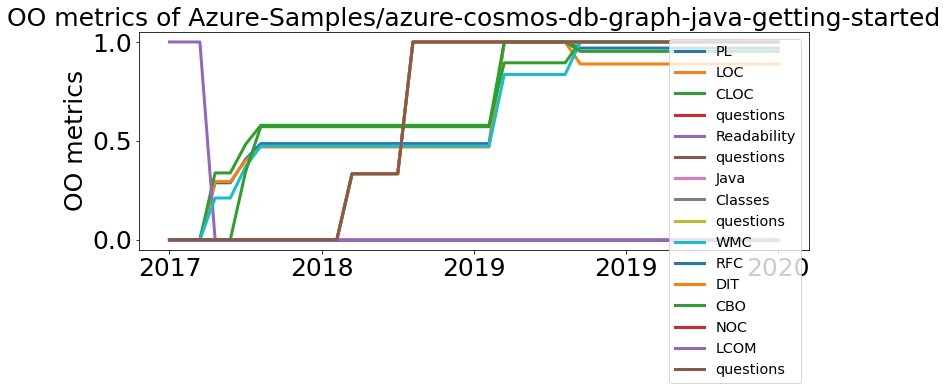 OO metrics of Azure-Samples/azure-cosmos-db-graph-java-getting-started
OO metrics
1.0
0.5
0.0
2017 2018 2019 2019 2020
PL
LOC
CLOC
questions
Readability
questions
Java
Classes
questions
WMC
RFC
DIT
CBO
NOC
LCOM
questions